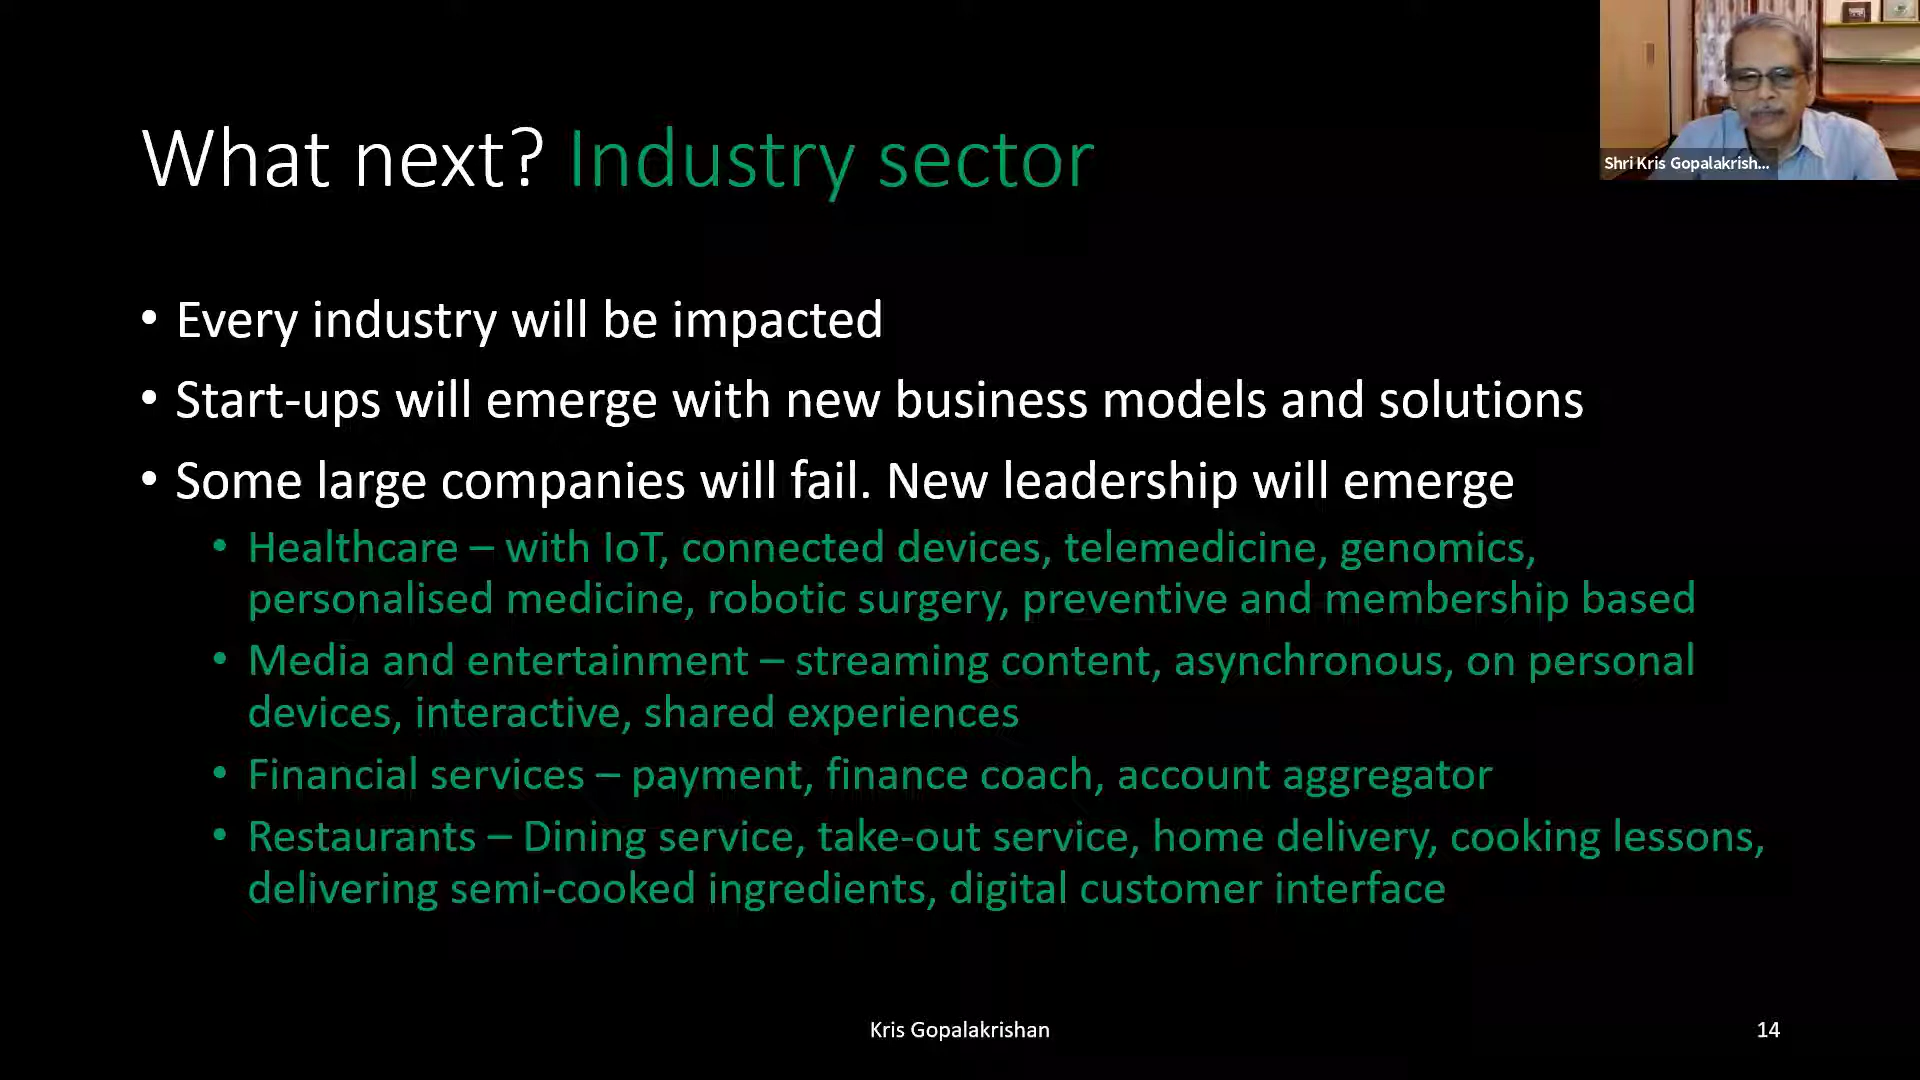 What next? Industry sector
Shri Kris Gopalakrish...
• Every industry will be impacted
• Start-ups will emerge with new business models and solutions
• Some large companies will fail. New leadership will emerge
• Healthcare – with IoT, connected devices, telemedicine, genomics,
personalised medicine, robotic surgery, preventive and membership based
• Media and entertainment – streaming content, asynchronous, on personal
devices, interactive, shared experiences
• Financial services – payment, finance coach, account aggregator
• Restaurants – Dining service, take-out service, home delivery, cooking lessons,
delivering semi-cooked ingredients, digital customer interface
Kris Gopalakrishan
14